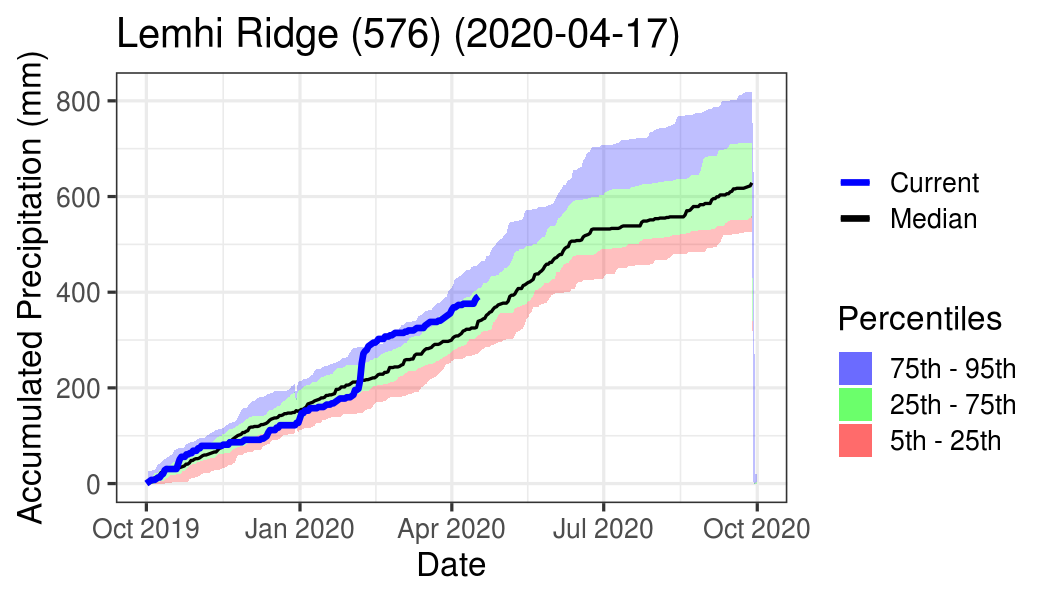 Lemhi Ridge (576) (2020-04-17)
Accumulated Precipitation (mm)
800
600
400
200
0
Oct 2019
Jan 2020
Apr 2020
Jul 2020
Oct 2020
Date
Current
Median
Percentiles
75th - 95th
25th - 75th
5th - 25th